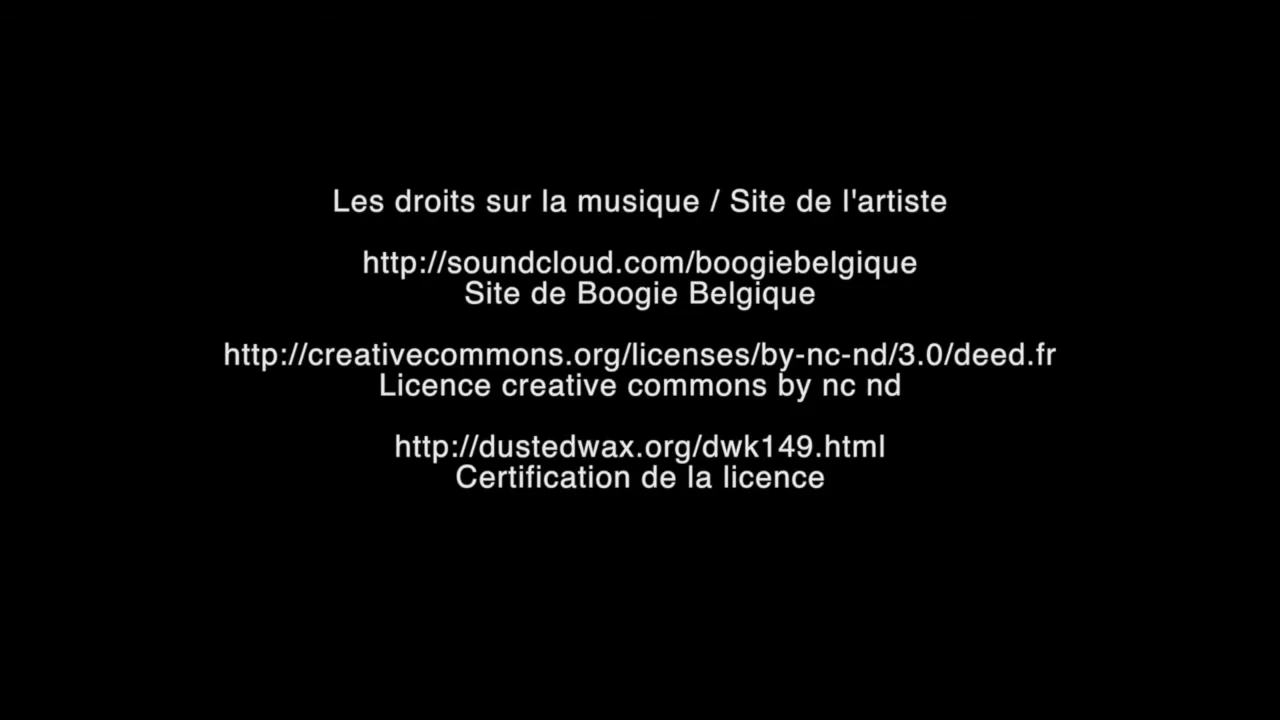 Les droits sur la musique / Site de l'artiste
http://soundcloud.com/boogiebelgique
Site de Boogie Belgique
http://creativecommons.org/licenses/by-nc-nd/3.0/deed.fr
Licence creative commons by nc nd
http://dustedwax.org/dwk149.html
Certification de la licence